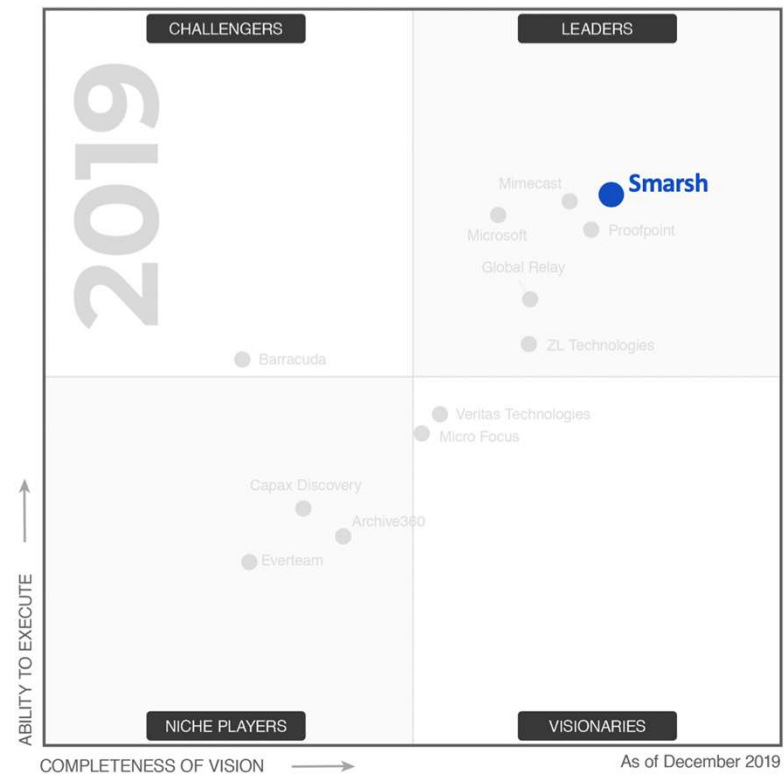 CHALLENGERS
LEADERS
2019
Mimecast
Smarsh
Microsoft
Proofpoint
Global Relay
ZL Technologies
Barracuda
Veritas Technologies
Micro Focus
Capax Discovery
Archive360
Everteam
ABILITY TO EXECUTE
NICHE PLAYERS
VISIONARIES
COMPLETENESS OF VISION
As of December 2019